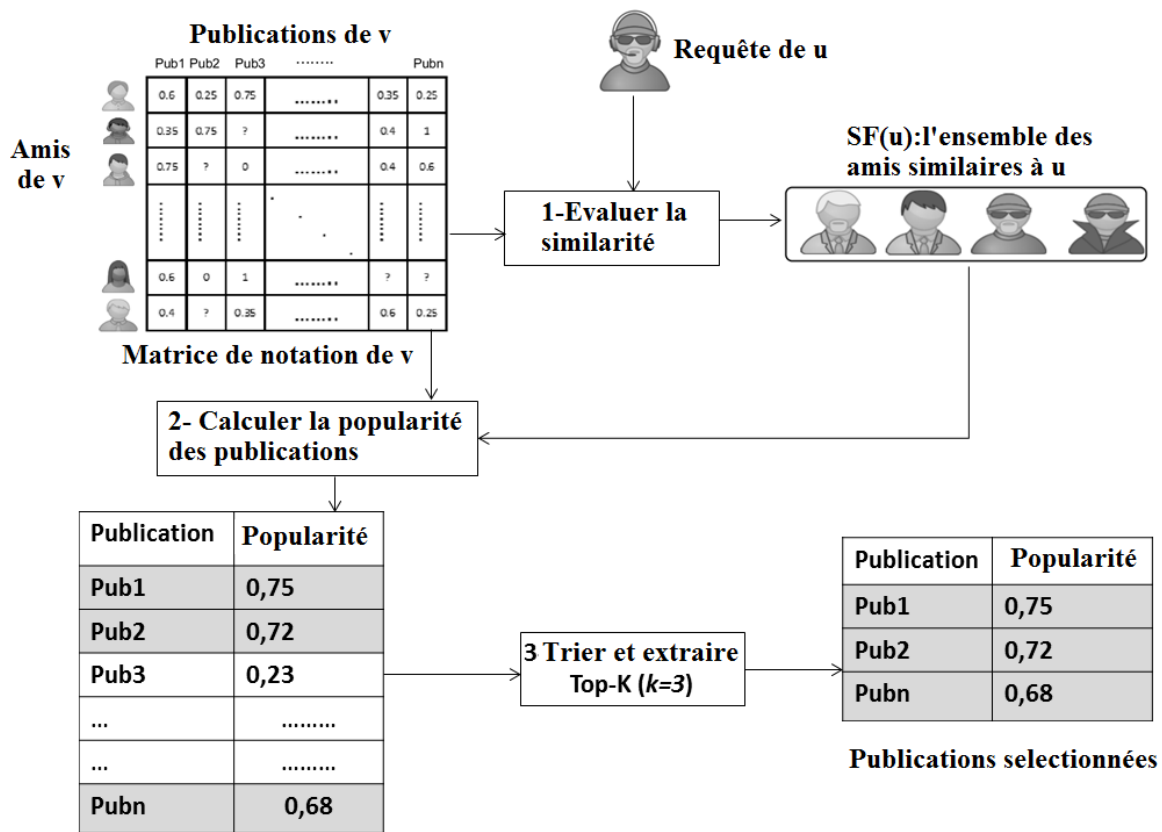 Publications de v
Pub1 Pub2 Pub3 ........ Pubn
0.6 0.25 0.75 ........ 0.35 0.25
0.35 0.75 ? ........ 0.4 1
0.75 ? 0 ........ 0.4 0.6
0.6 0 1 ........ ? ?
0.4 ? 0.35 ........ 0.6 0.25
Amis
de v
Matrice de notation de v
Requête de u
1-Evaluer la
similarité
SF(u):l'ensemble des
amis similaires à u
2- Calculer la popularité
des publications
Publication Popularité
Pub1 0,75
Pub2 0,72
Pub3 0,23
... .........
... .........
Pubn 0,68
3 Trier et extraire
Top-K (k=3)
Publication Popularité
Pub1 0,75
Pub2 0,72
Pubn 0,68
Publications selectionnées